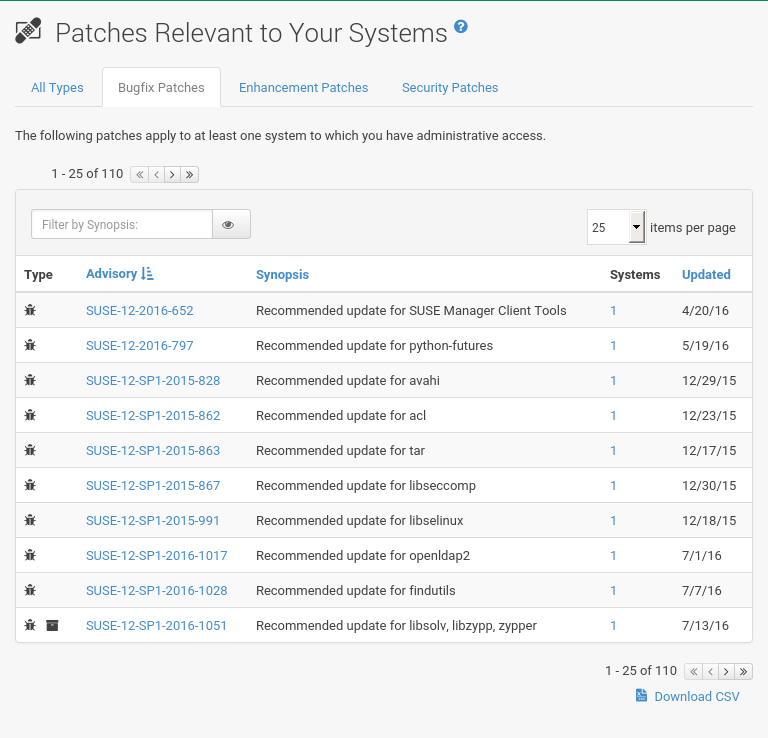 Patches Relevant to Your Systems ?
All Types Bugfix Patches Enhancement Patches Security Patches
The following patches apply to at least one system to which you have administrative access.
1 - 25 of 110
Filter by Synopsis: 25 items per page
Type Advisory Synopsis Systems Updated
SUSE-12-2016-652 Recommended update for SUSE Manager Client Tools 1 4/20/16
SUSE-12-2016-797 Recommended update for python-futures 1 5/19/16
SUSE-12-SP1-2015-828 Recommended update for avahi 1 12/29/15
SUSE-12-SP1-2015-862 Recommended update for acl 1 12/23/15
SUSE-12-SP1-2015-863 Recommended update for tar 1 12/17/15
SUSE-12-SP1-2015-867 Recommended update for libseccomp 1 12/30/15
SUSE-12-SP1-2015-991 Recommended update for libselinux 1 12/18/15
SUSE-12-SP1-2016-1017 Recommended update for openldap2 1 7/1/16
SUSE-12-SP1-2016-1028 Recommended update for findutils 1 7/7/16
SUSE-12-SP1-2016-1051 Recommended update for libsolv, libzypp, zypper 1 7/13/16
1 - 25 of 110
Download CSV